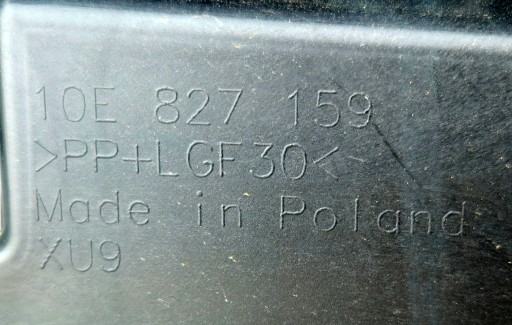 10E 827 159
>PP+LGF30<
Made in Poland
XU9